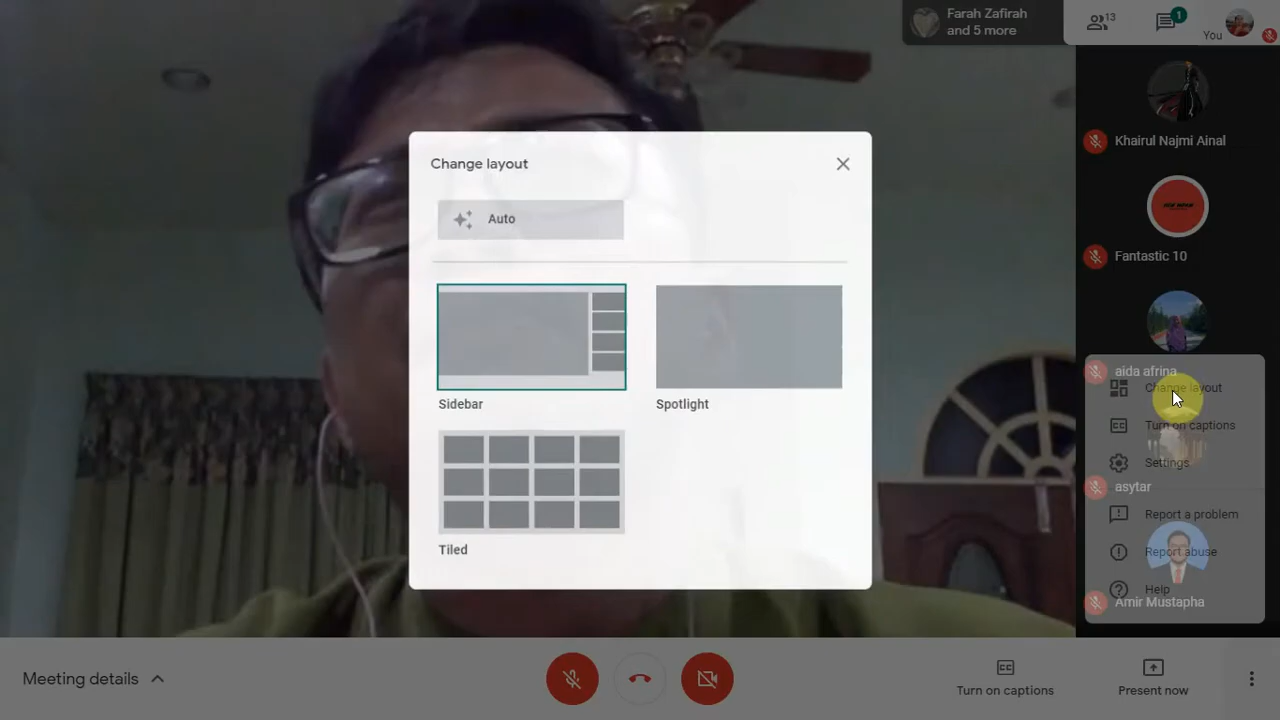 Farah Zafirah
and 5 more
13
1
You
Khairul Najmi Ainal
Fantastic 10
aida afrina
asytar
Amir Mustapha
Change layout
Auto
Sidebar
Spotlight
Tiled
Change layout
Turn on captions
Settings
Report a problem
Report abuse
Help
Meeting details
Turn on captions
Present now